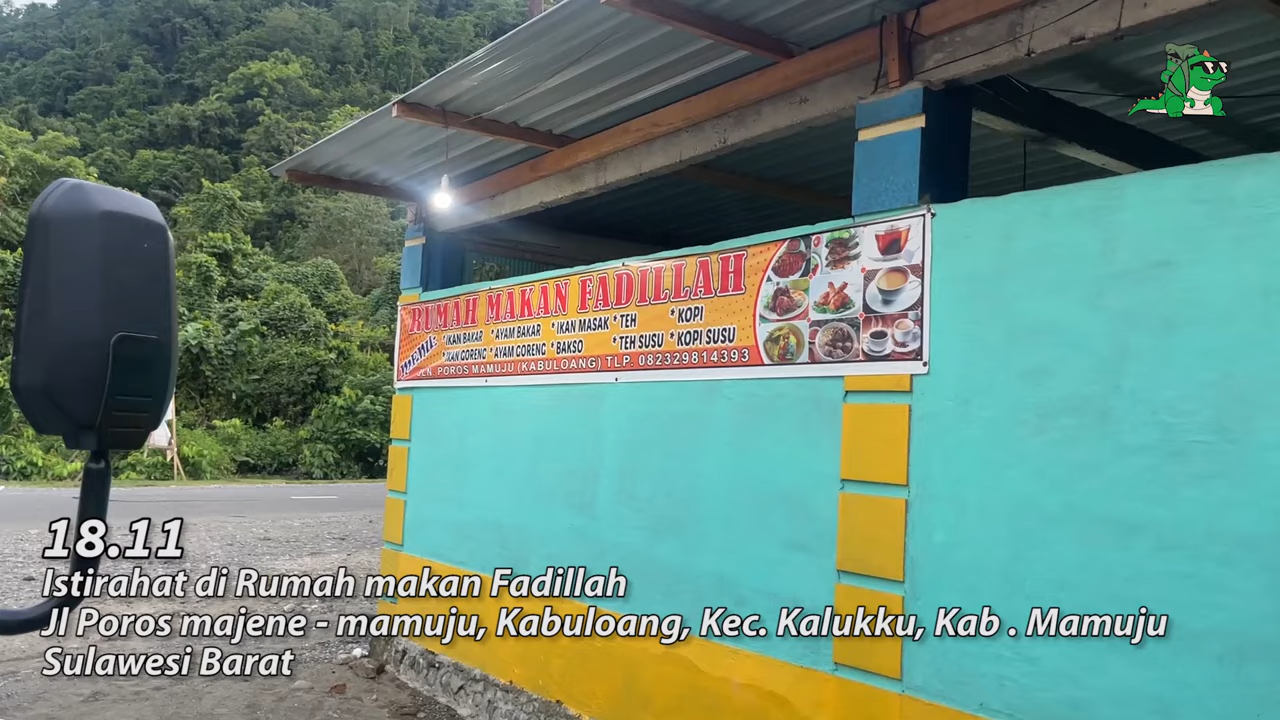 RUMAH MAKAN FADILLAH
MENU
*IKAN BAKAR *AYAM BAKAR *IKAN MASAK *TEH *KOPI
*IKAN GORENG *AYAM GORENG *BAKSO *TEH SUSU *KOPI SUSU
JLN. POROS MAMUJU (KABULOANG) TLP. 082329814393
18.11
Istirahat di Rumah makan Fadillah
Jl Poros majene - mamuju, Kabuloang, Kec. Kalukku, Kab . Mamuju
Sulawesi Barat